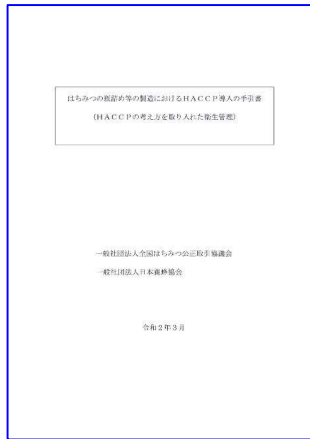 はちみつの瓶詰め等の製造におけるＨＡＣＣＰ導入の手引書
（ＨＡＣＣＰの考え方を取り入れた衛生管理）
一般社団法人全国はちみつ公正取引協議会
一般社団法人日本養蜂協会
令和２年３月